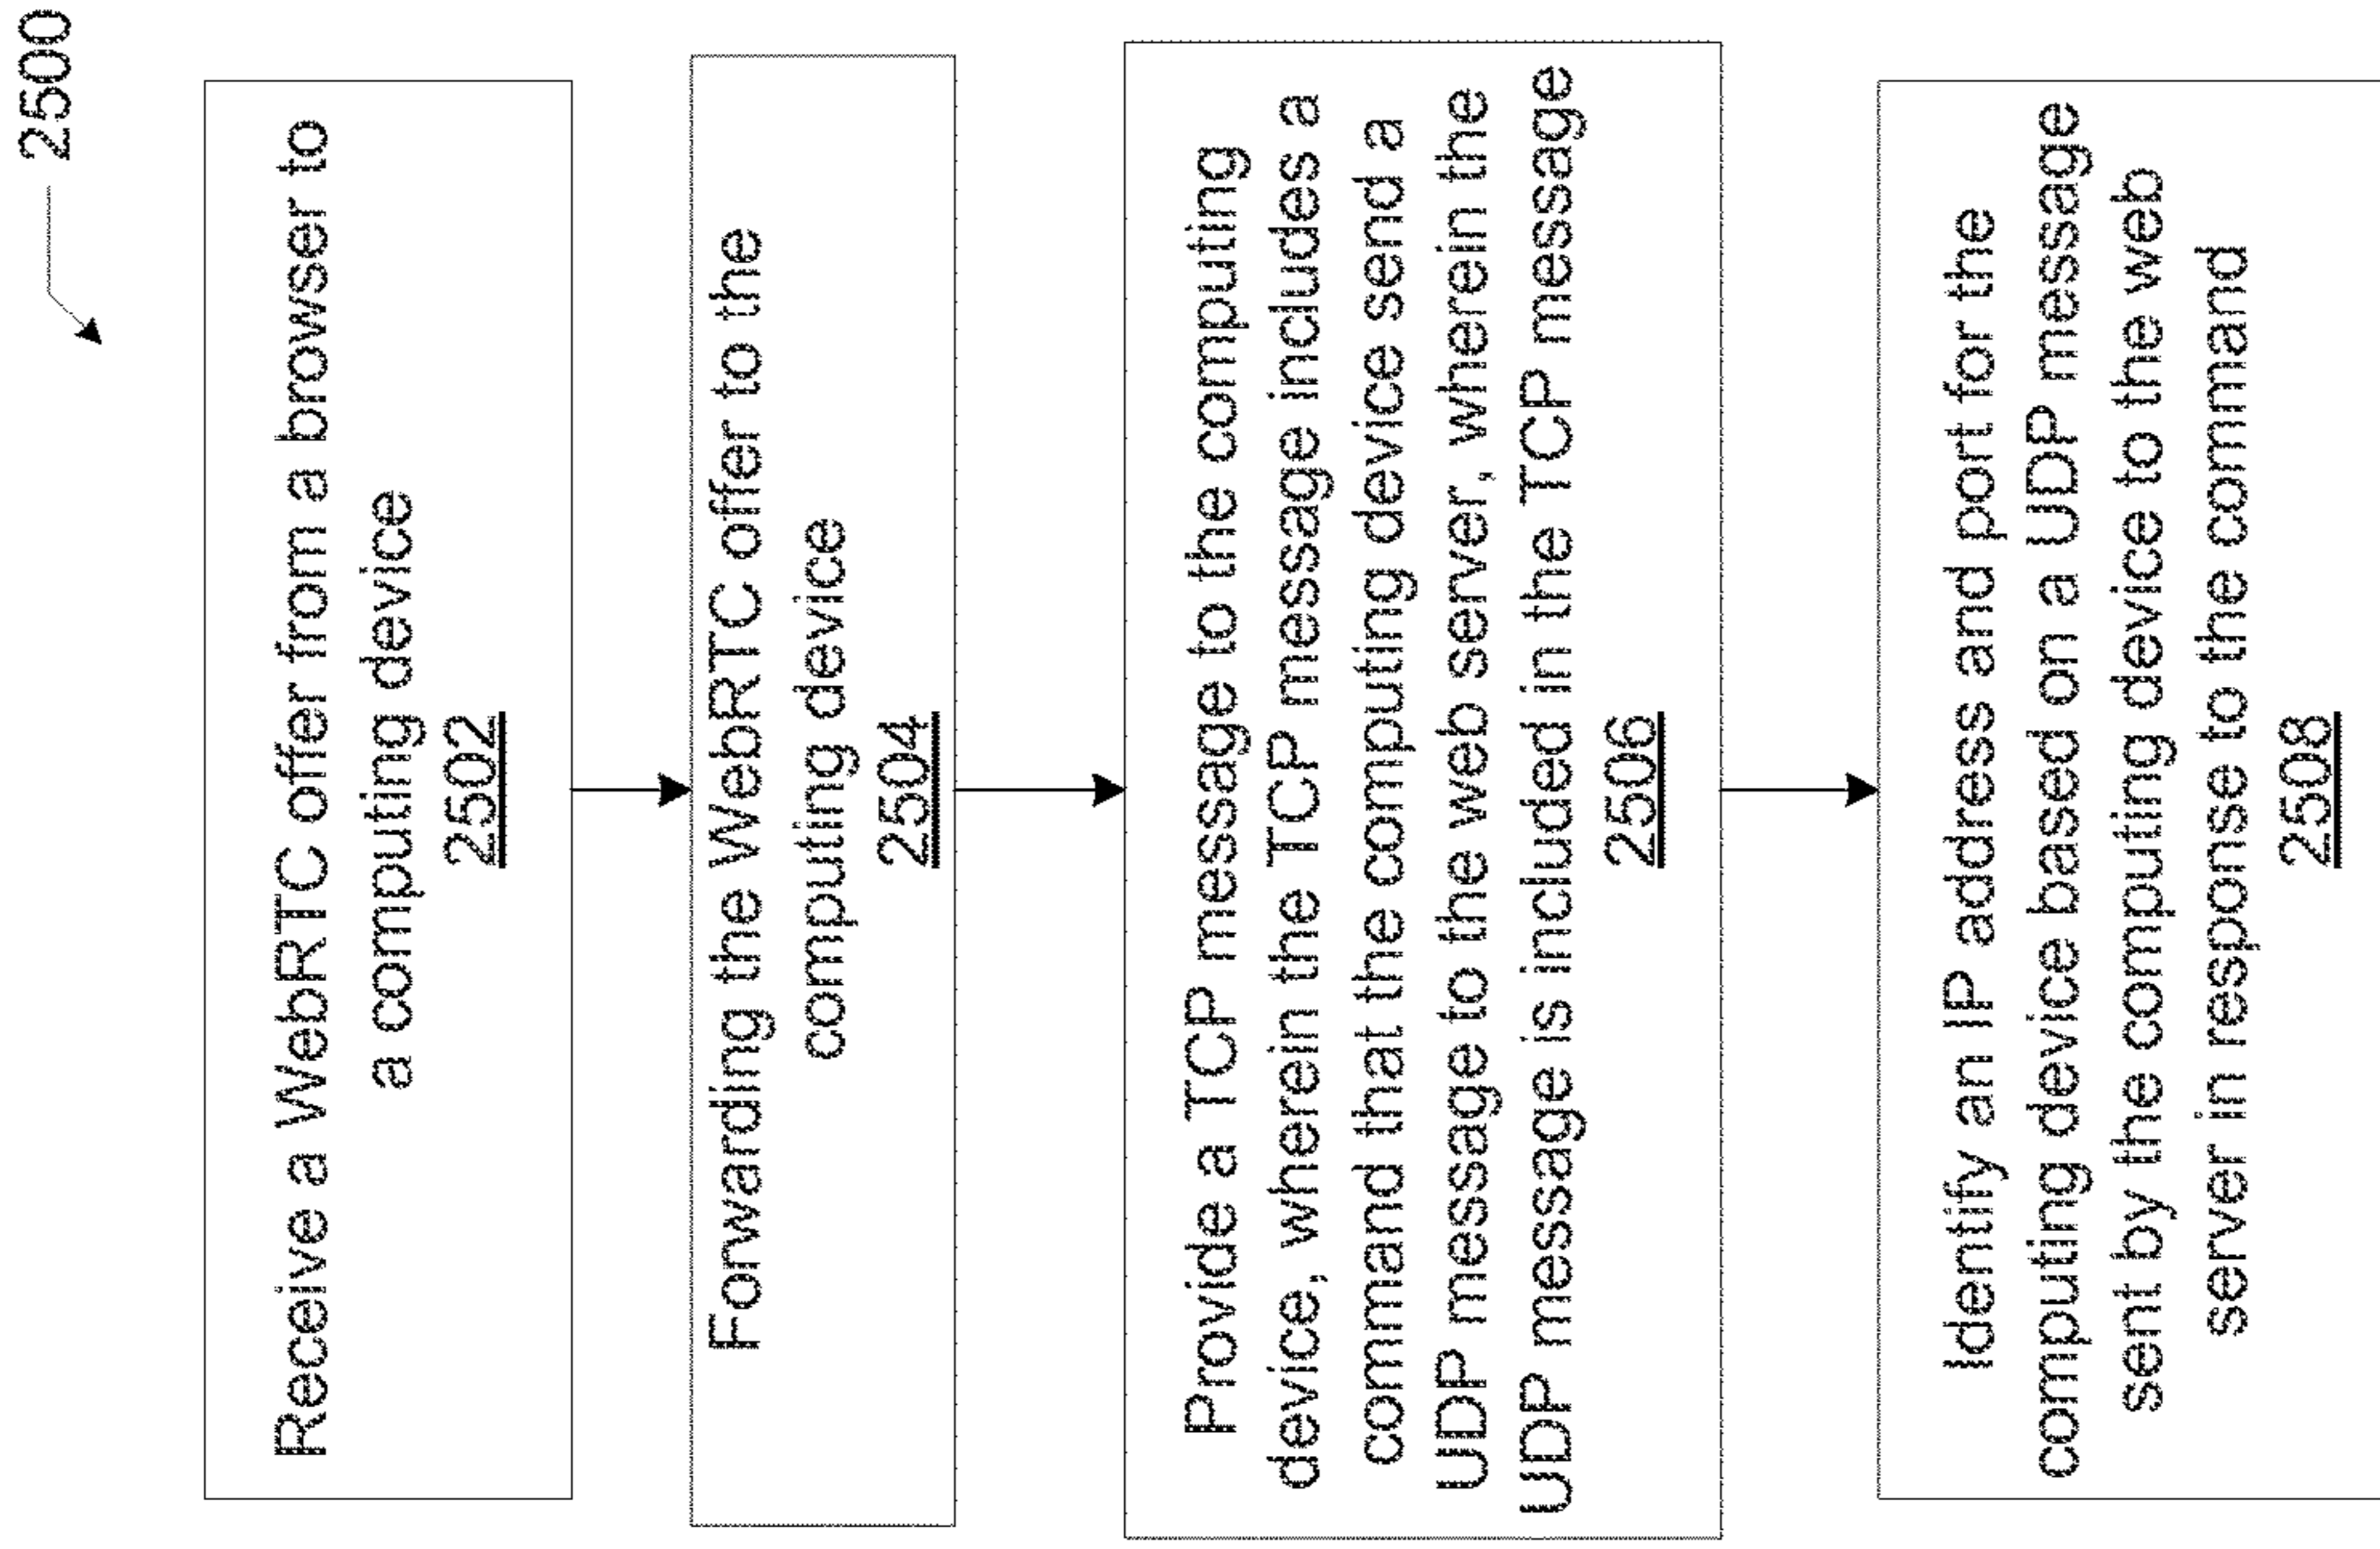 2500
Receive a WebRTC offer from a browser to
a computing device
2502
Forwarding the WebRTC offer to the
computing device
2504
Provide a TCP message to the computing
device, wherein the TCP message includes a
command that the computing device send a
UDP message to the web server, wherein the
UDP message is included in the TCP message
2506
Identify an IP address and port for the
computing device based on a UDP message
sent by the computing device to the web
server in response to the command
2508